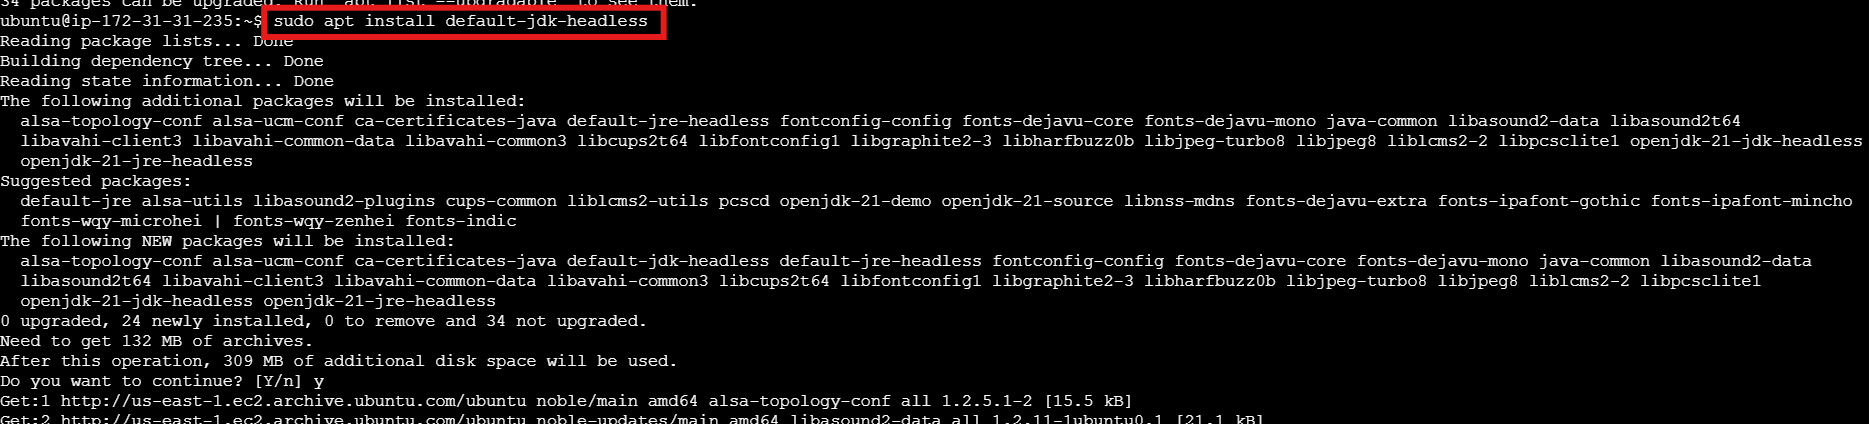 34 packages can be upgraded. Run 'apt list --upgradable' to see them.
ubuntu@ip-172-31-31-235:~$ sudo apt install default-jdk-headless
Reading package lists... Done
Building dependency tree... Done
Reading state information... Done
The following additional packages will be installed:
  alsa-topology-conf alsa-ucm-conf ca-certificates-java default-jre-headless fontconfig-config fonts-dejavu-core fonts-dejavu-mono java-common libasound2-data libasound2t64
  libavahi-client3 libavahi-common-data libavahi-common3 libcups2t64 libfontconfig1 libgraphite2-3 libharfbuzz0b libjpeg-turbo8 libjpeg8 liblcms2-2 libpcsclite1 openjdk-21-jdk-headless
  openjdk-21-jre-headless
Suggested packages:
  default-jre alsa-utils libasound2-plugins cups-common liblcms2-utils pcscd openjdk-21-demo openjdk-21-source libnss-mdns fonts-dejavu-extra fonts-ipafont-gothic fonts-ipafont-mincho
  fonts-wqy-microhei | fonts-wqy-zenhei fonts-indic
The following NEW packages will be installed:
  alsa-topology-conf alsa-ucm-conf ca-certificates-java default-jdk-headless default-jre-headless fontconfig-config fonts-dejavu-core fonts-dejavu-mono java-common libasound2-data
  libasound2t64 libavahi-client3 libavahi-common-data libavahi-common3 libcups2t64 libfontconfig1 libgraphite2-3 libharfbuzz0b libjpeg-turbo8 libjpeg8 liblcms2-2 libpcsclite1
  openjdk-21-jdk-headless openjdk-21-jre-headless
0 upgraded, 24 newly installed, 0 to remove and 34 not upgraded.
Need to get 132 MB of archives.
After this operation, 309 MB of additional disk space will be used.
Do you want to continue? [Y/n] y
Get:1 http://us-east-1.ec2.archive.ubuntu.com/ubuntu noble/main amd64 alsa-topology-conf all 1.2.5.1-2 [15.5 kB]
Get:2 http://us-east-1.ec2.archive.ubuntu.com/ubuntu noble-updates/main amd64 libasound2-data all 1.2.11-1ubuntu0.1 [21.1 kB]